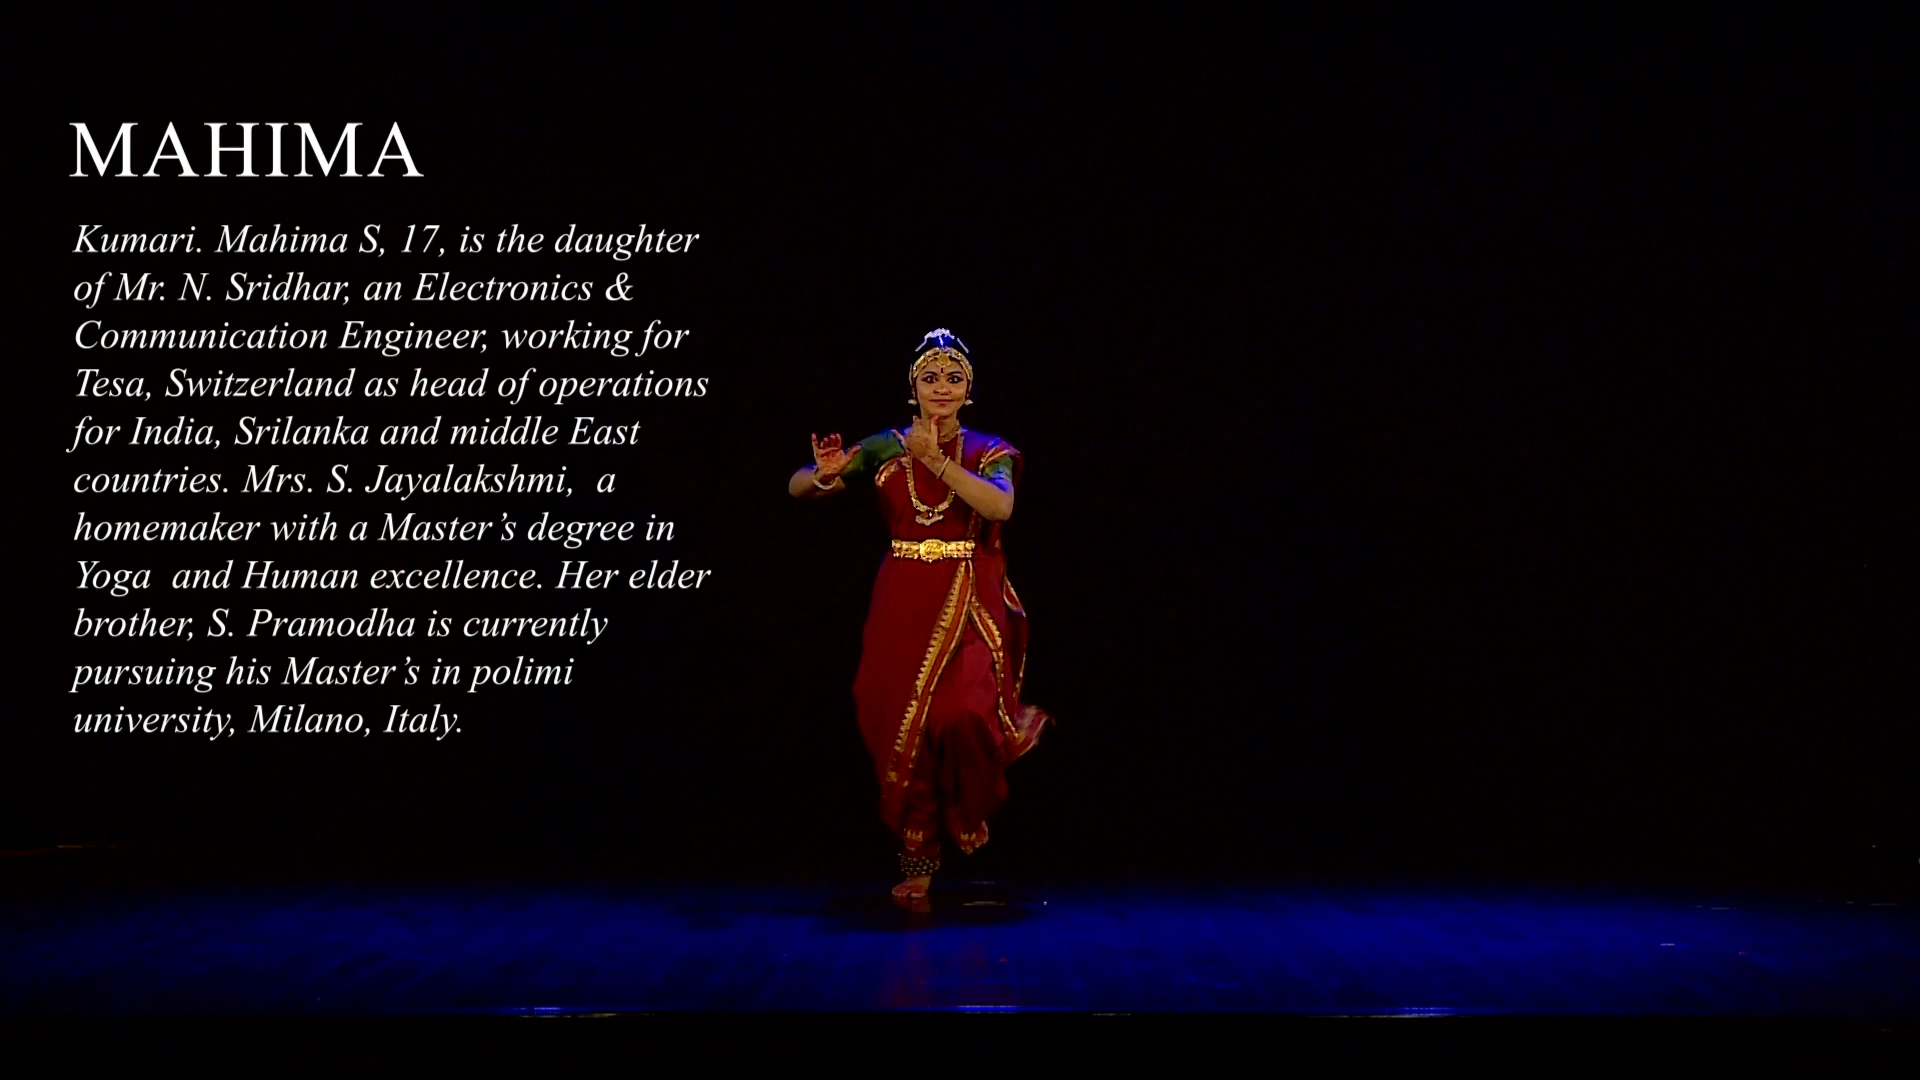 MAHIMA
Kumari. Mahima S, 17, is the daughter
of Mr. N. Sridhar, an Electronics &
Communication Engineer, working for
Tesa, Switzerland as head of operations
for India, Srilanka and middle East
countries. Mrs. S. Jayalakshmi,  a
homemaker with a Master’s degree in
Yoga  and Human excellence. Her elder
brother, S. Pramodha is currently
pursuing his Master’s in polimi
university, Milano, Italy.